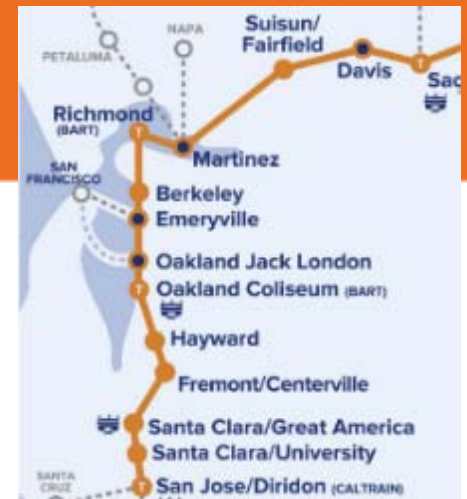 Suisun/
Fairfield
NAPA
PETALUMA
Davis
Sac
Richmond
(BART)
T
T
Martinez
SAN
FRANCISCO
Berkeley
Emeryville
Oakland Jack London
T Oakland Coliseum (BART)
Hayward
Fremont/Centerville
Santa Clara/Great America
Santa Clara/University
SANTA
CRUZ
T San Jose/Diridon (CALTRAIN)